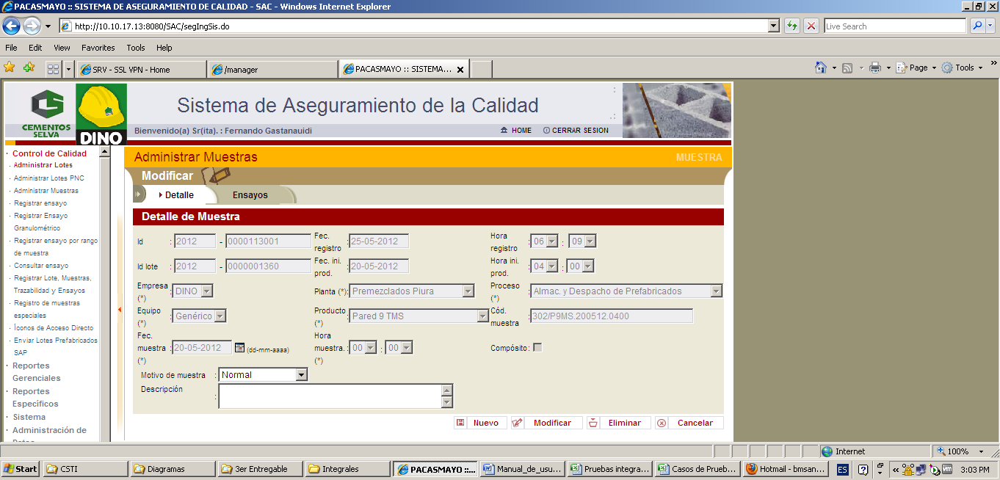 PACASMAYO :: SISTEMA DE ASEGURAMIENTO DE CALIDAD - SAC - Windows Internet Explorer
http://10.10.17.13:8080/SAC/segIngSis.do
Live Search
File Edit View Favorites Tools Help
SRV - SSL VPN - Home
/manager
PACASMAYO :: SISTEMA...
Page
Tools
CEMENTOS
SELVA
DINO
Sistema de Aseguramiento de la Calidad
Bienvenido(a) Sr(ita). : Fernando Gastanauidi
HOME
CERRAR SESION
Control de Calidad
Administrar Lotes
Administrar Lotes PNC
Administrar Muestras
Registrar ensayo
Registrar Ensayo
Granulométrico
Registrar ensayo por rango
de muestra
Consultar ensayo
Registrar Lote, Muestras,
Trazabilidad y Ensayos
Registro de muestras
especiales
Íconos de Acceso Directo
Enviar Lotes Prefabricados
SAP
Reportes
Gerenciales
Reportes
Específicos
Sistema
Administración de
Administrar Muestras
MUESTRA
Modificar
Detalle
Ensayos
Detalle de Muestra
Id : 2012 - 0000113001
Fec. registro : 25-05-2012
Hora registro : 06 : 09
Id lote : 2012 - 0000001360
Fec. ini. prod. : 20-05-2012
Hora ini. prod. : 04 : 00
Empresa (*) : DINO
Planta (*): Premezclados Piura
Proceso (*) : Almac. y Despacho de Prefabricados
Equipo (*) : Genérico
Producto (*) : Pared 9 TMS
Cód. muestra : 302/P9MS.200512.0400
Fec. muestra (*) : 20-05-2012 (dd-mm-aaaa)
Hora muestra. (*) : 00 : 00
Compósito :
Motivo de muestra : Normal
Descripción :
Nuevo
Modificar
Eliminar
Cancelar
Internet
100%
Start
CSTI
Diagramas
3er Entregable
Integrales
PACASMAYO ::...
Manual_de_usu...
Pruebas integra...
Casos de Prueb...
Hotmail - bmsan...
ES
3:03 PM